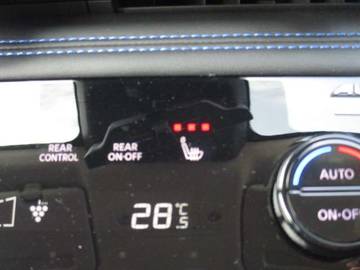 REAR
CONTROL
REAR
ON·OFF
AUTO
ON·OFF
28°C